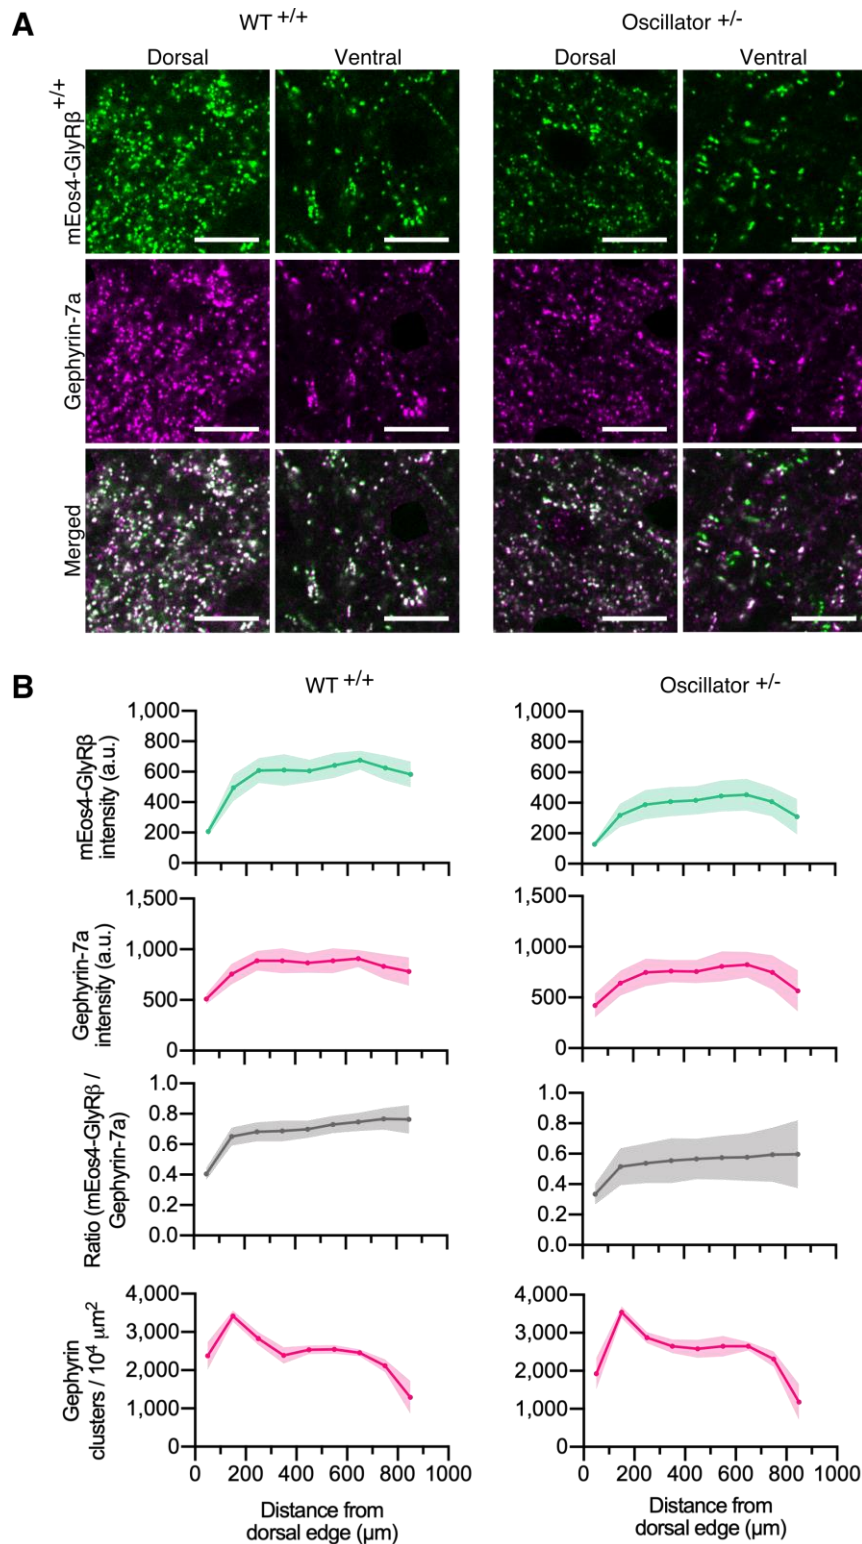 A
WT +/+
Oscillator +/-
Dorsal
Ventral
Dorsal
Ventral
mEos4-GlyRβ+/+
Gephyrin-7a
Merged
B
WT +/+
Oscillator +/-
mEos4-GlyRβ
intensity (a.u.)
1,000
800
600
400
200
0
1,000
800
600
400
200
0
Gephyrin-7a
intensity (a.u.)
1,500
1,000
500
0
1,500
1,000
500
0
Ratio (mEos4-GlyRβ /
Gephyrin-7a)
1.0
0.8
0.6
0.4
0.2
0.0
1.0
0.8
0.6
0.4
0.2
0.0
Gephyrin
clusters / 10⁴ µm²
4,000
3,000
2,000
1,000
0
4,000
3,000
2,000
1,000
0
0 200 400 600 800 1000
0 200 400 600 800 1000
Distance from
dorsal edge (µm)
Distance from
dorsal edge (µm)